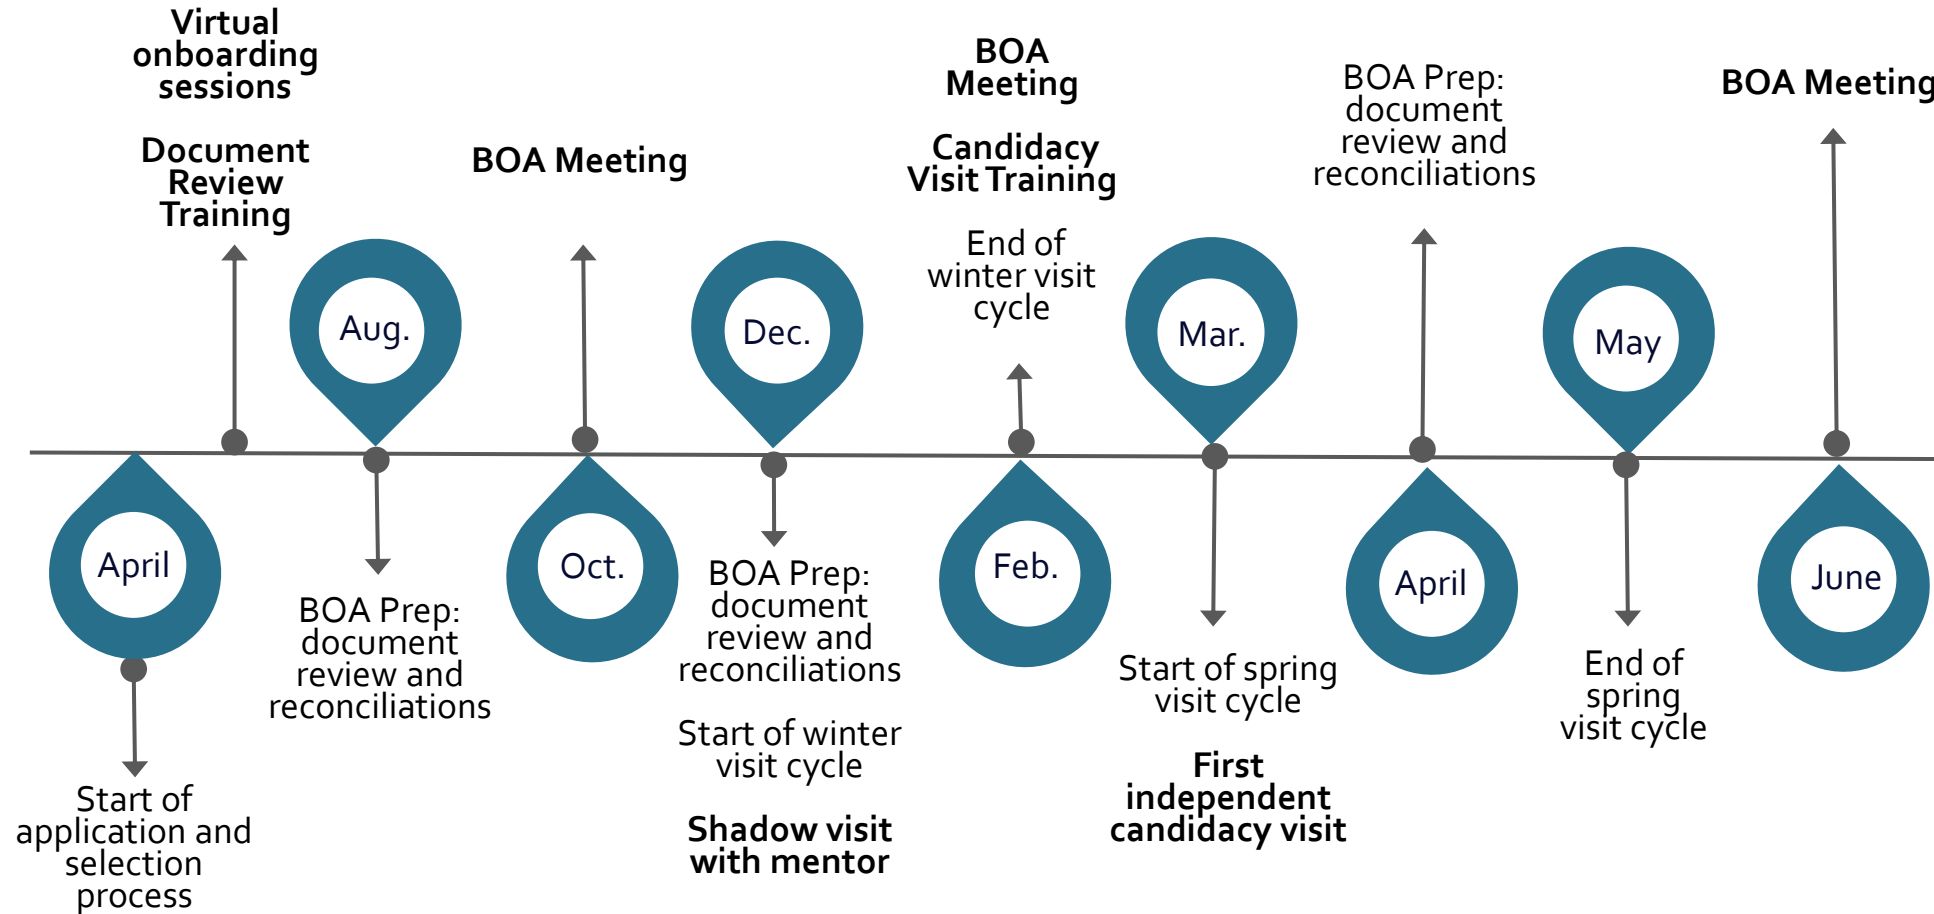 Virtual
onboarding
sessions
Document
Review
Training
BOA Meeting
BOA
Meeting
Candidacy
Visit Training
End of
winter visit
cycle
BOA Prep:
document
review and
reconciliations
BOA Meeting
Aug.
Dec.
Mar.
May
April
Oct.
Feb.
April
June
Start of
application and
selection
process
BOA Prep:
document
review and
reconciliations
BOA Prep:
document
review and
reconciliations
Start of winter
visit cycle
Shadow visit
with mentor
Start of spring
visit cycle
First
independent
candidacy visit
End of
spring
visit cycle